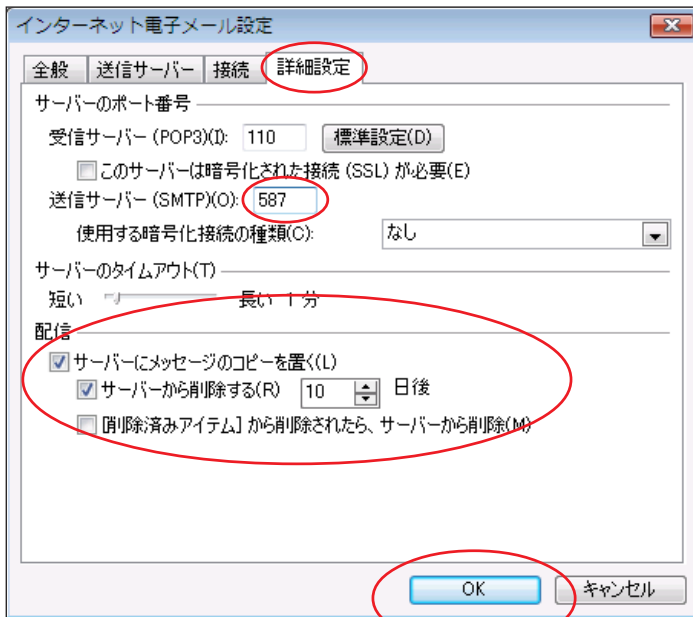 インターネット電子メール設定
全般 送信サーバー 接続 詳細設定
サーバーのポート番号
受信サーバー (POP3)(I): 110 標準設定(D)
このサーバーは暗号化された接続 (SSL) が必要(E)
送信サーバー (SMTP)(O): 587
使用する暗号化接続の種類(C): なし
サーバーのタイムアウト(T)
短い 長い 1 分
配信
サーバーにメッセージのコピーを置く(L)
サーバーから削除する(R) 10 日後
[削除済みアイテム] から削除されたら、サーバーから削除(M)
OK キャンセル